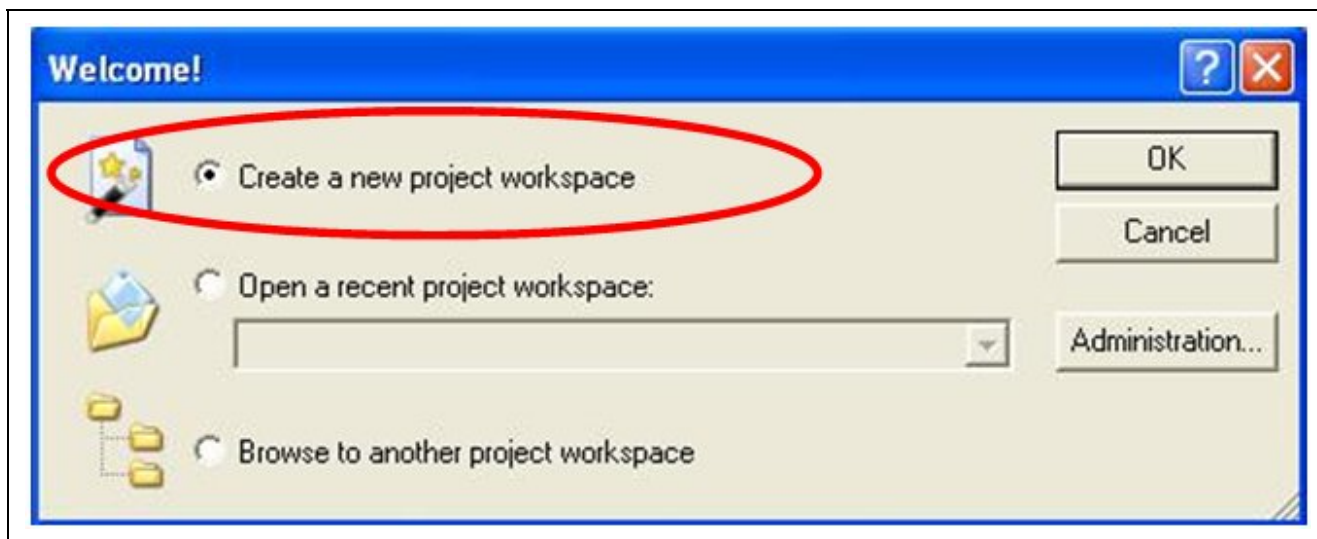 Welcome!
Create a new project workspace
OK
Cancel
Open a recent project workspace:
Administration...
Browse to another project workspace